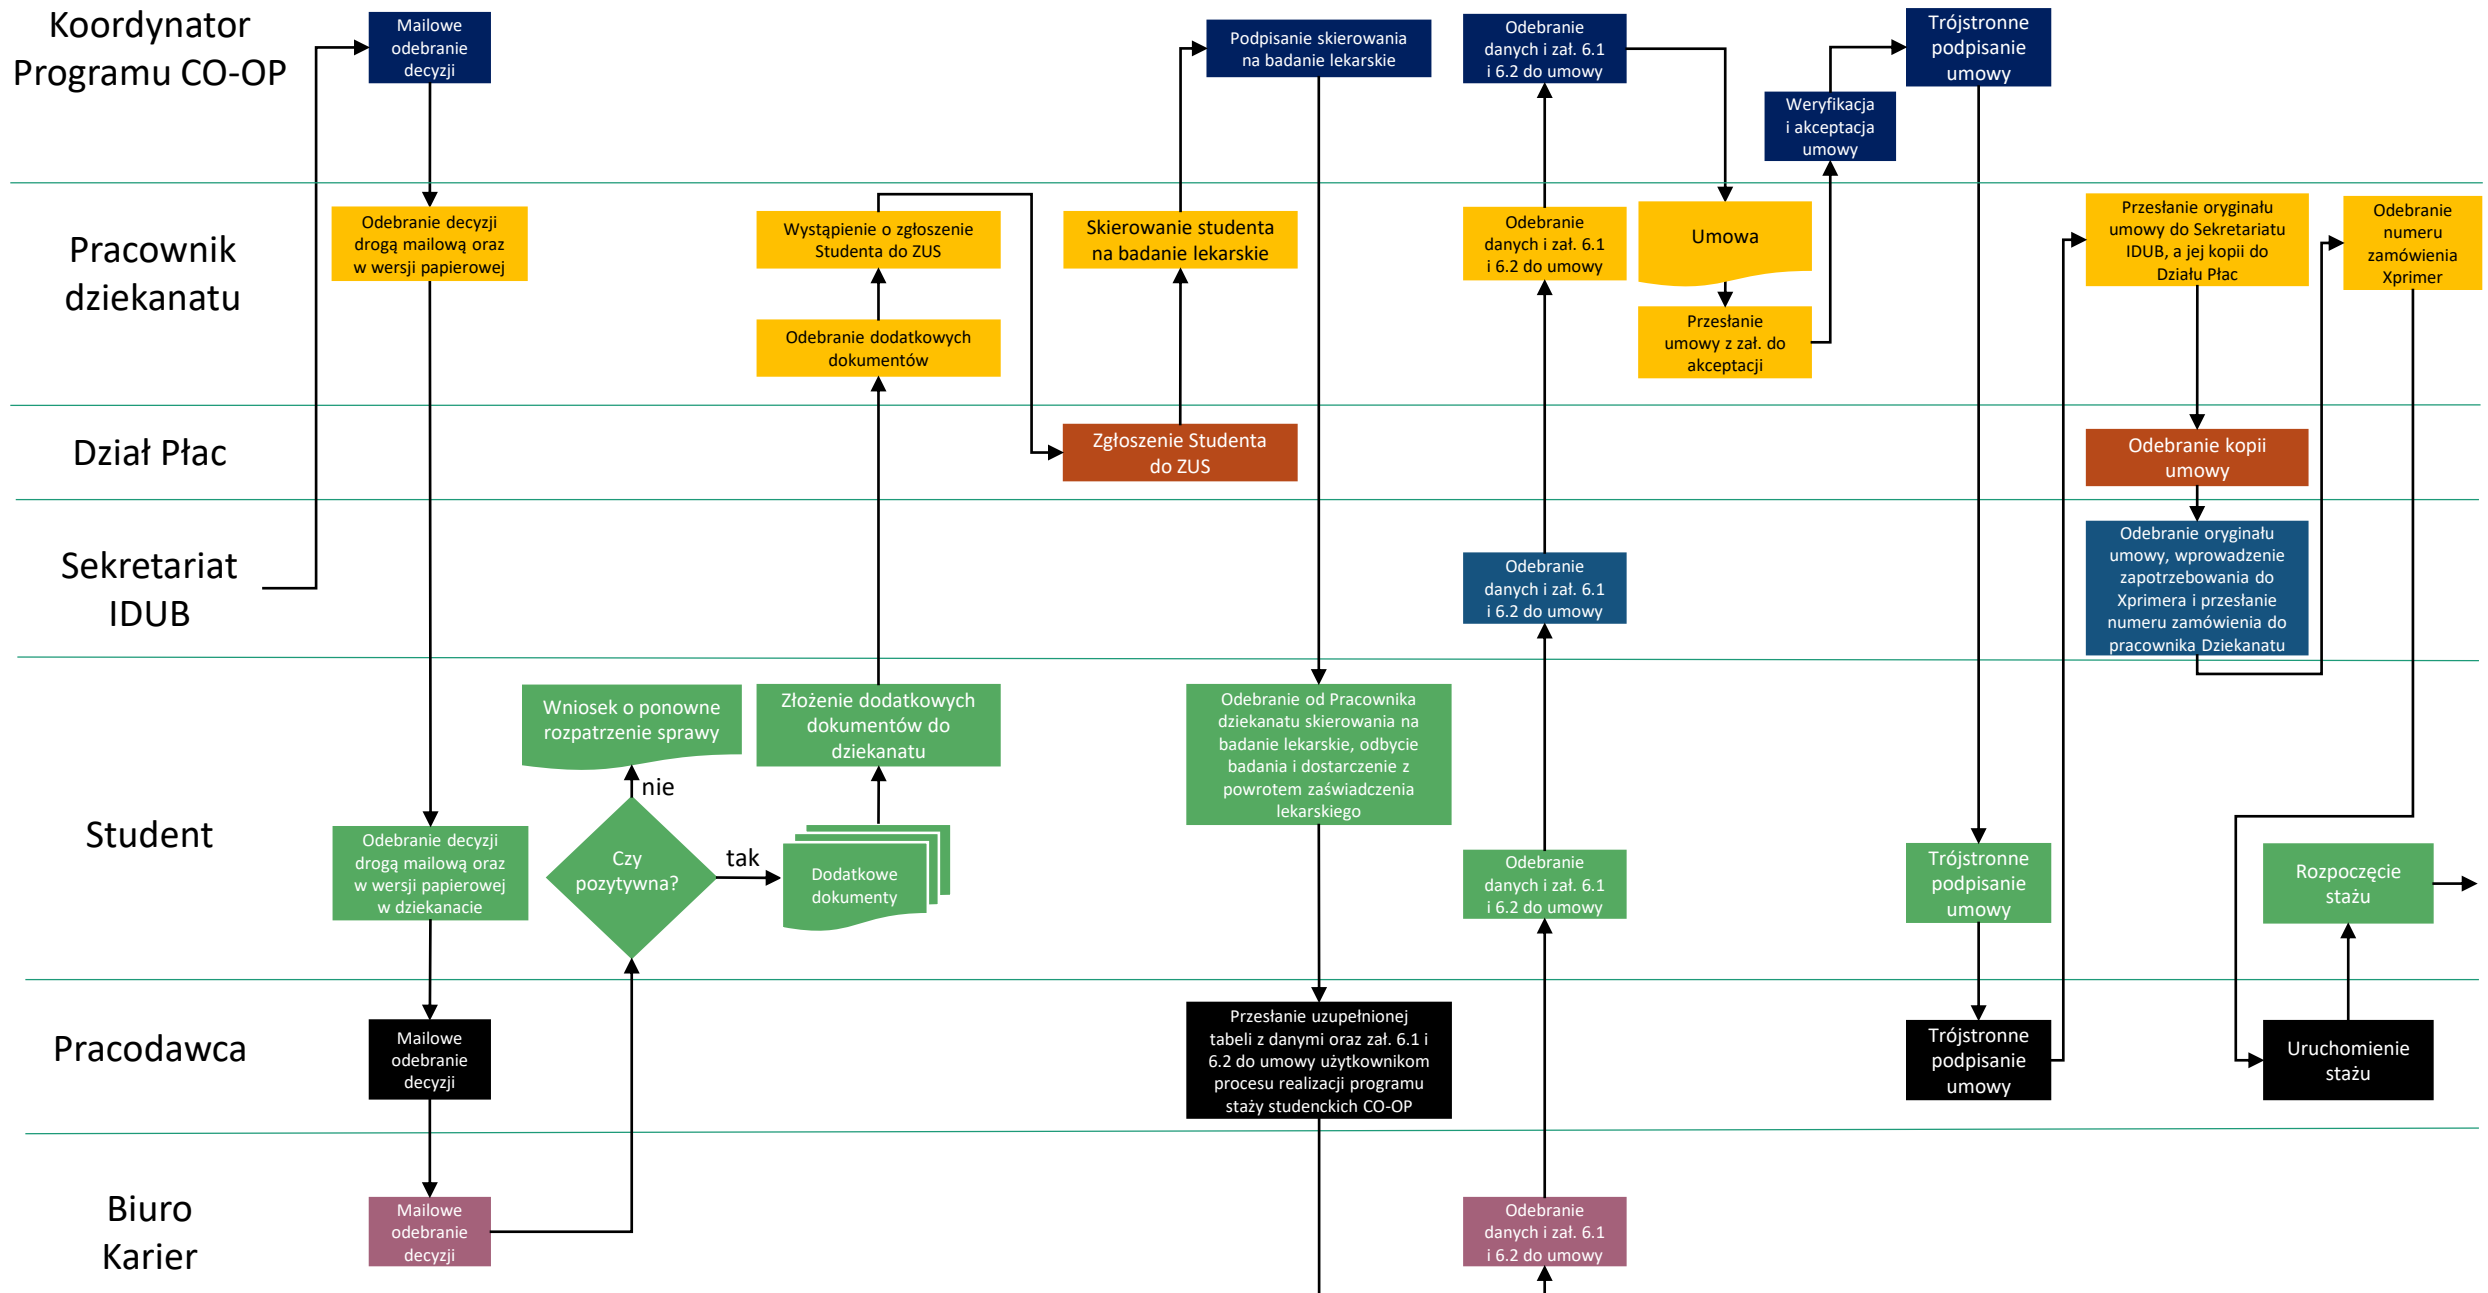 Koordynator
Programu CO-OP
Mailowe
odebranie
decyzji
Podpisanie skierowania
na badanie lekarskie
Odebranie
danych i zał. 6.1
i 6.2 do umowy
Trójstronne
podpisanie
umowy
Weryfikacja
i akceptacja
umowy
Pracownik
dziekanatu
Odebranie decyzji
drogą mailową oraz
w wersji papierowej
Wystąpienie o zgłoszenie
Studenta do ZUS
Odebranie dodatkowych
dokumentów
Skierowanie studenta
na badanie lekarskie
Odebranie
danych i zał. 6.1
i 6.2 do umowy
Umowa
Przesłanie
umowy z zał. do
akceptacji
Przesłanie oryginału
umowy do Sekretariatu
IDUB, a jej kopii do
Działu Płac
Odebranie
numeru
zamówienia
Xprimer
Dział Płac
Zgłoszenie Studenta
do ZUS
Odebranie kopii
umowy
Sekretariat
IDUB
Odebranie
danych i zał. 6.1
i 6.2 do umowy
Odebranie oryginału
umowy, wprowadzenie
zapotrzebowania do
Xprimera i przesłanie
numeru zamówienia do
pracownika Dziekanatu
Student
Odebranie decyzji
drogą mailową oraz
w wersji papierowej
w dziekanacie
Wniosek o ponowne
rozpatrzenie sprawy
nie
Czy
pozytywna?
tak
Złożenie dodatkowych
dokumentów do
dziekanatu
Dodatkowe
dokumenty
Odebranie od Pracownika
dziekanatu skierowania na
badanie lekarskie, odbycie
badania i dostarczenie z
powrotem zaświadczenia
lekarskiego
Odebranie
danych i zał. 6.1
i 6.2 do umowy
Trójstronne
podpisanie
umowy
Rozpoczęcie
stażu
Pracodawca
Mailowe
odebranie
decyzji
Przesłanie uzupełnionej
tabeli z danymi oraz zał. 6.1 i
6.2 do umowy użytkownikom
procesu realizacji programu
staży studenckich CO-OP
Trójstronne
podpisanie
umowy
Uruchomienie
stażu
Biuro
Karier
Mailowe
odebranie
decyzji
Odebranie
danych i zał. 6.1
i 6.2 do umowy